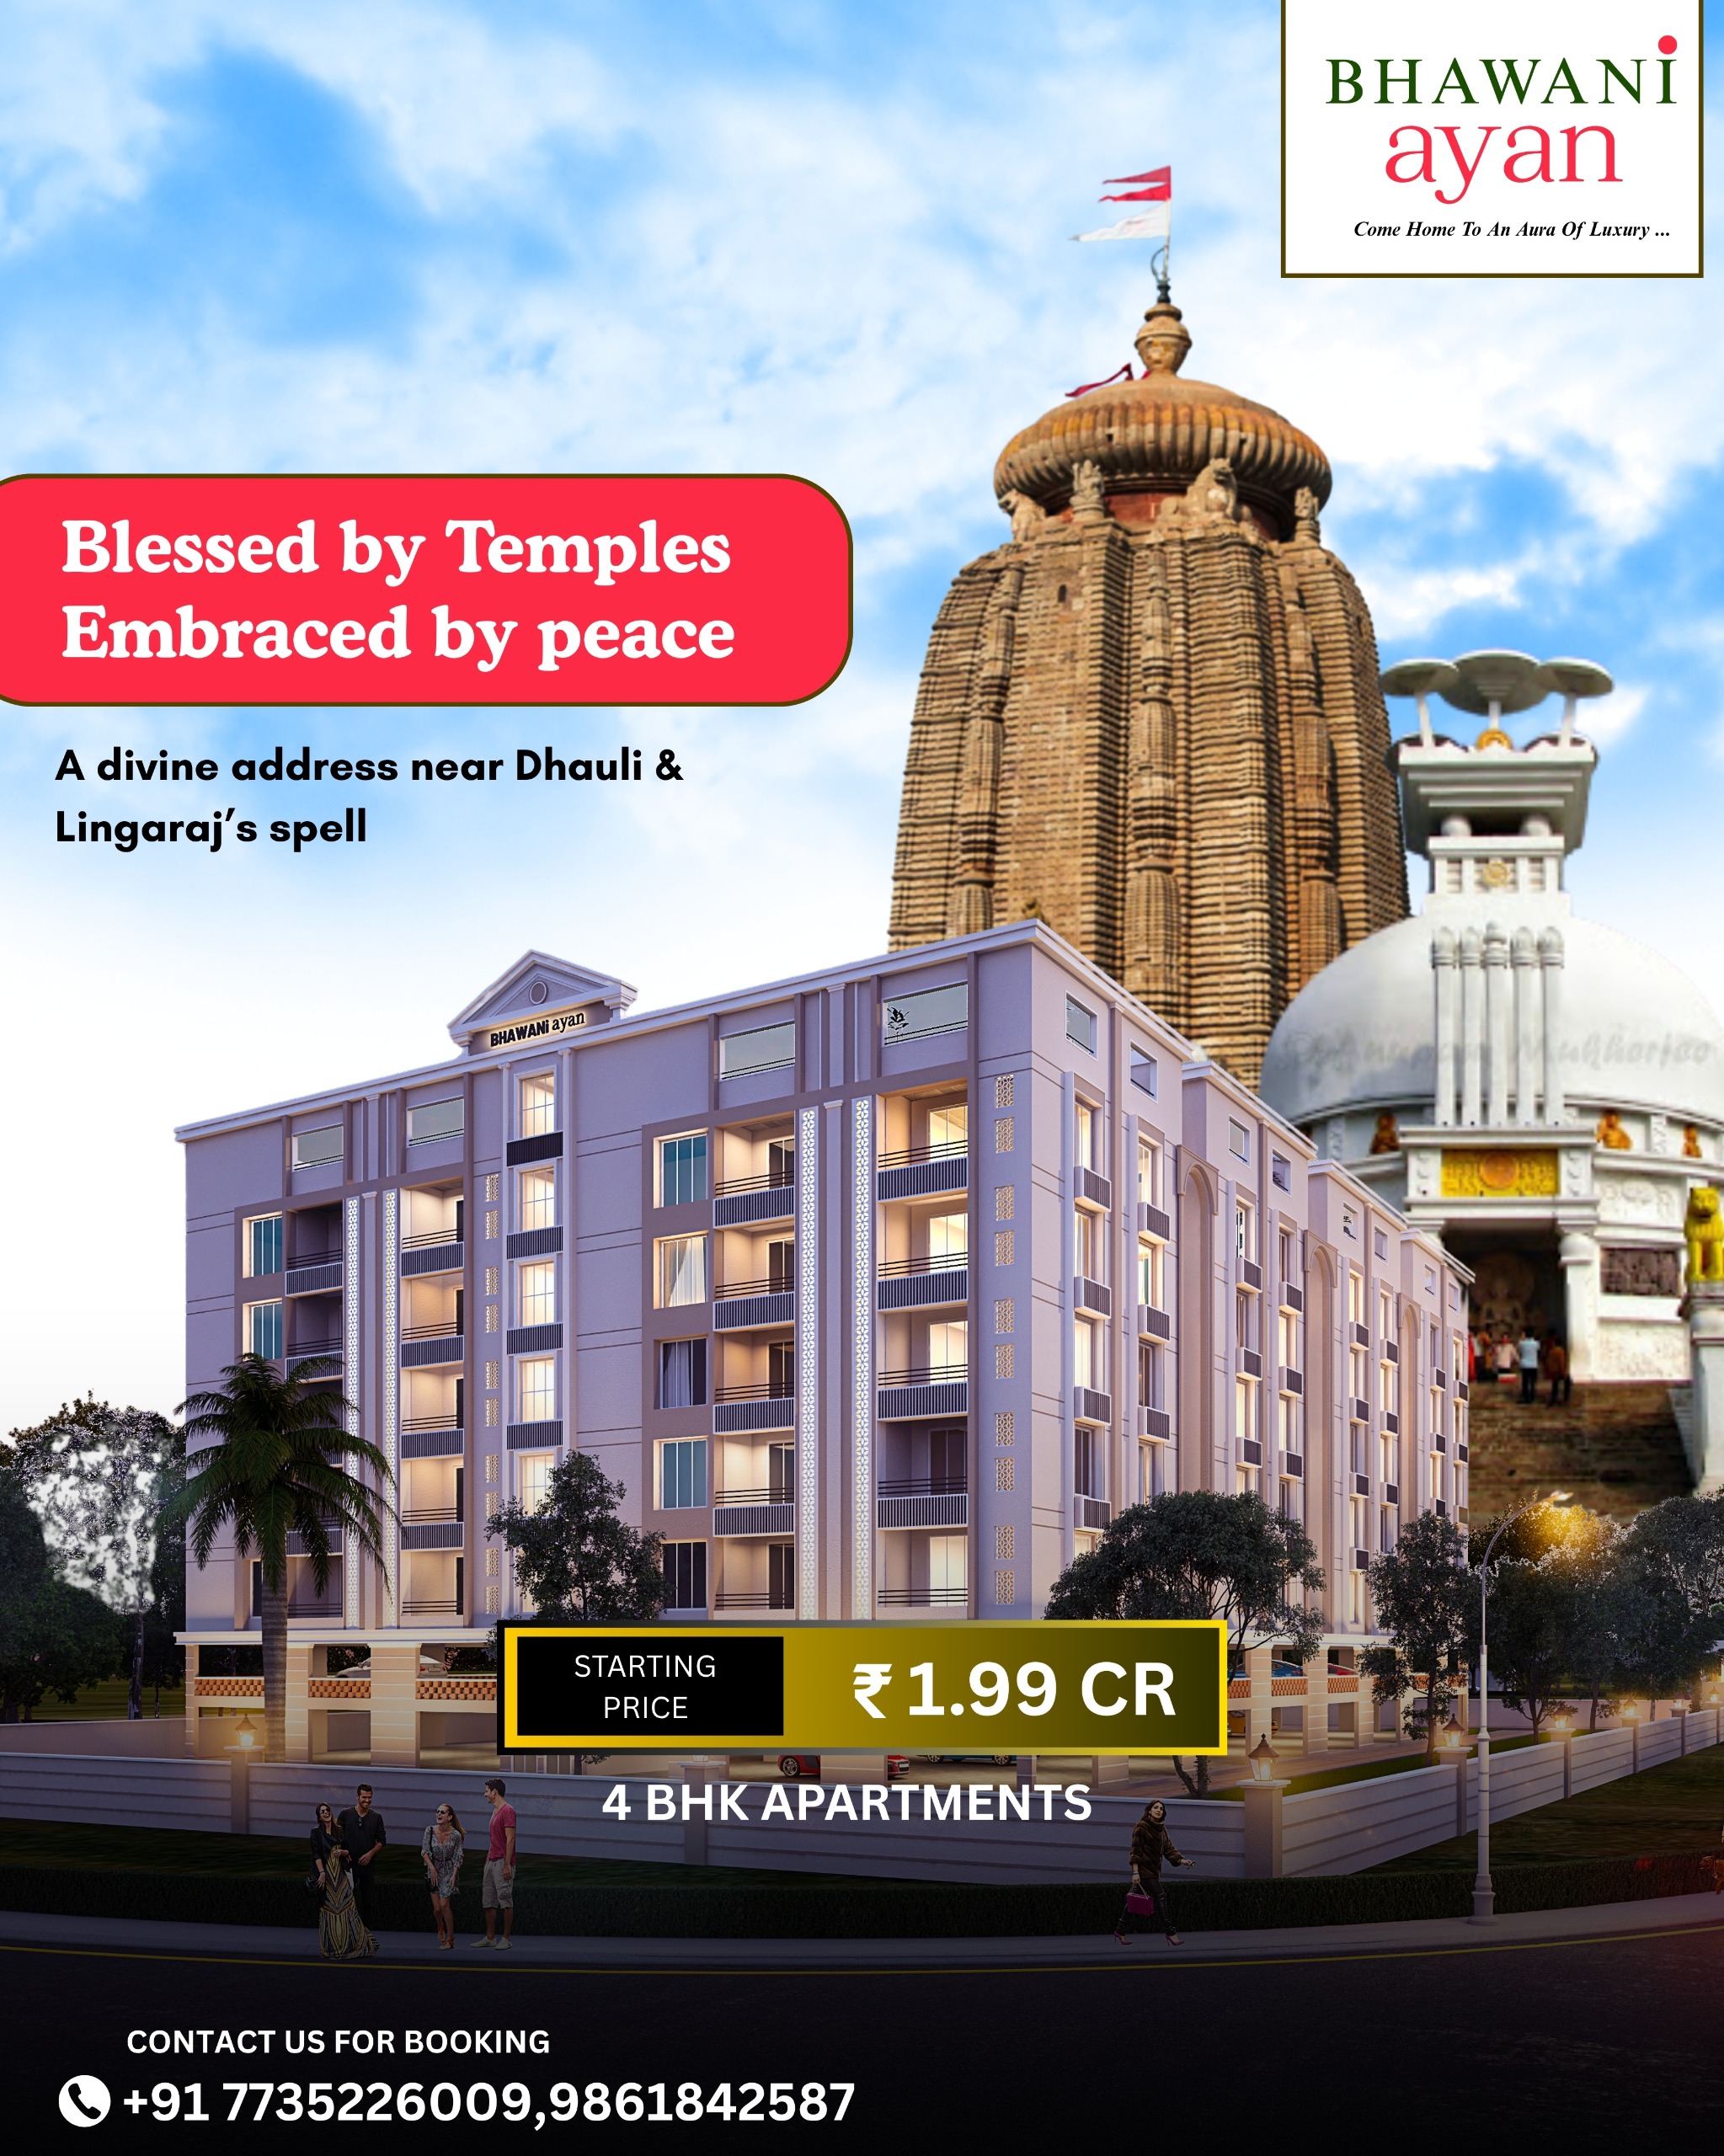 BHAWANi
ayan
Come Home To An Aura Of Luxury ...
Blessed by Temples
Embraced by peace
A divine address near Dhauli &
Lingaraj’s spell
BHAWANi ayan
Anupam Mukherjee
STARTING
PRICE
₹ 1.99 CR
4 BHK APARTMENTS
CONTACT US FOR BOOKING
+91 7735226009,9861842587